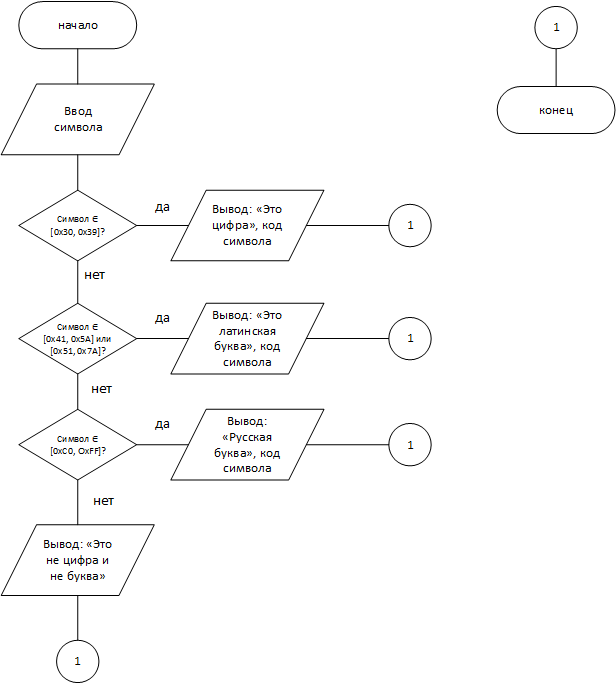 начало
1
Ввод
символа
конец
Символ ∈
[0x30, 0x39]?
да
Вывод: «Это
цифра», код
символа
1
нет
Символ ∈
[0x41, 0x5A] или
[0x51, 0x7A]?
да
Вывод: «Это
латинская
буква», код
символа
1
нет
Символ ∈
[0xC0, OxFF]?
да
Вывод:
«Русская
буква», код
символа
1
нет
Вывод: «Это
не цифра и
не буква»
1